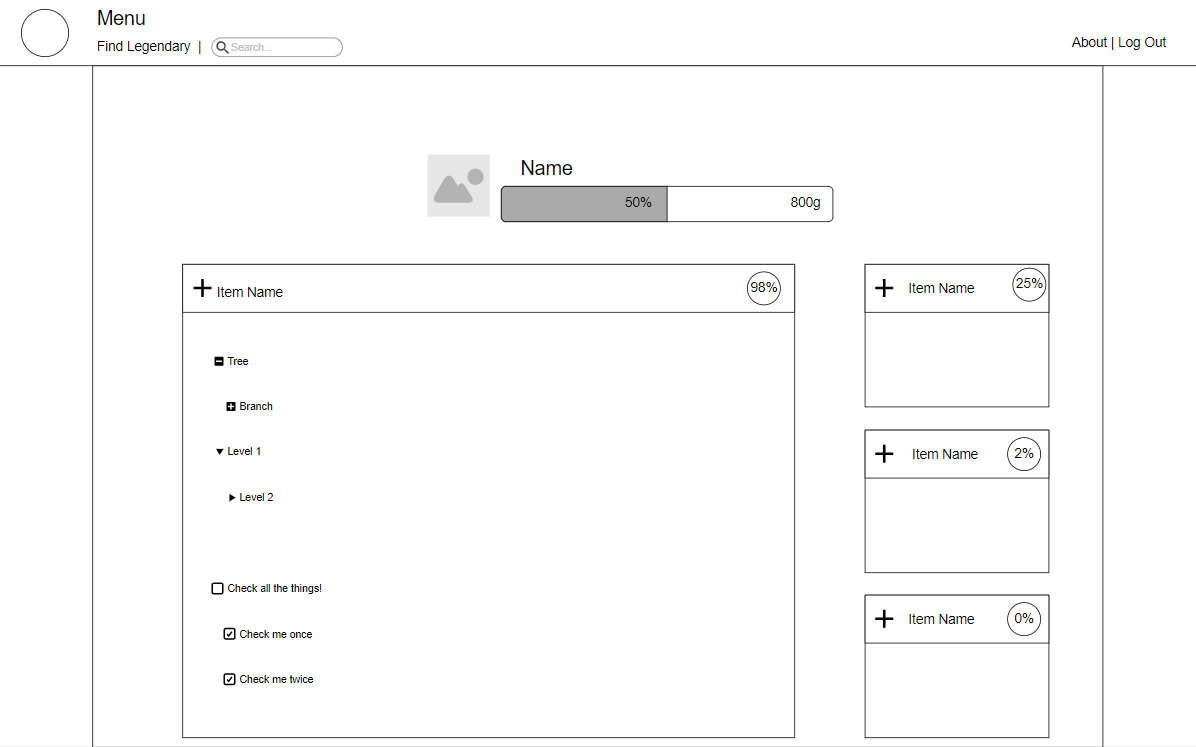 Menu
Find Legendary | Search...
About | Log Out
Name
50% 800g
Item Name 98%
Tree
Branch
Level 1
Level 2
Check all the things!
Check me once
Check me twice
Item Name 25%
Item Name 2%
Item Name 0%